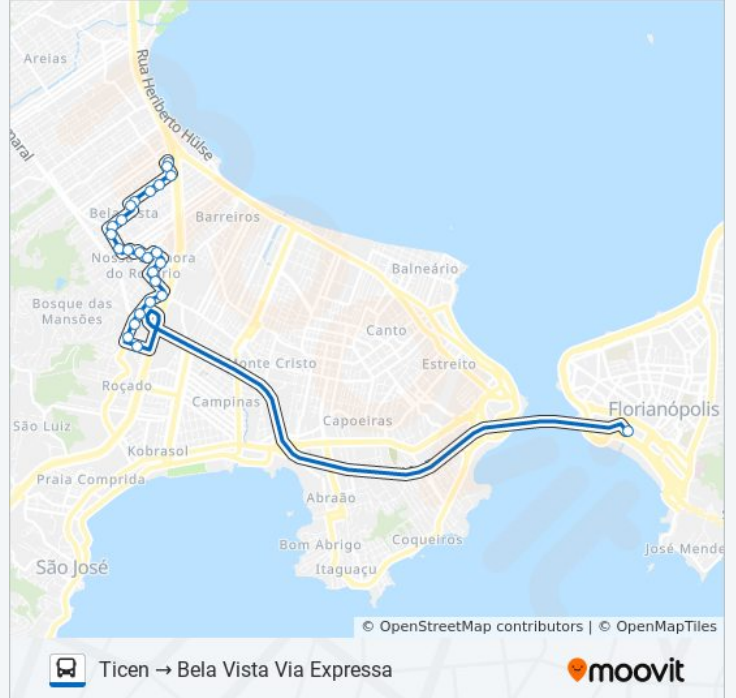 Areias
Rua Heriberto Hülse
maral
Bela Vista
Barreiros
Nossa Senhora
do Rosário
Balneário
Bosque das
Mansões
Canto
Monte Cristo
Estreito
Roçado
Campinas
Florianópolis
São Luiz
Capoeiras
Kobrasol
Praia Comprida
Abraão
Bom Abrigo
Coqueiros
José Mende
São José
Itaguaçu
© OpenStreetMap contributors | © OpenMapTiles
Ticen → Bela Vista Via Expressa
moovit